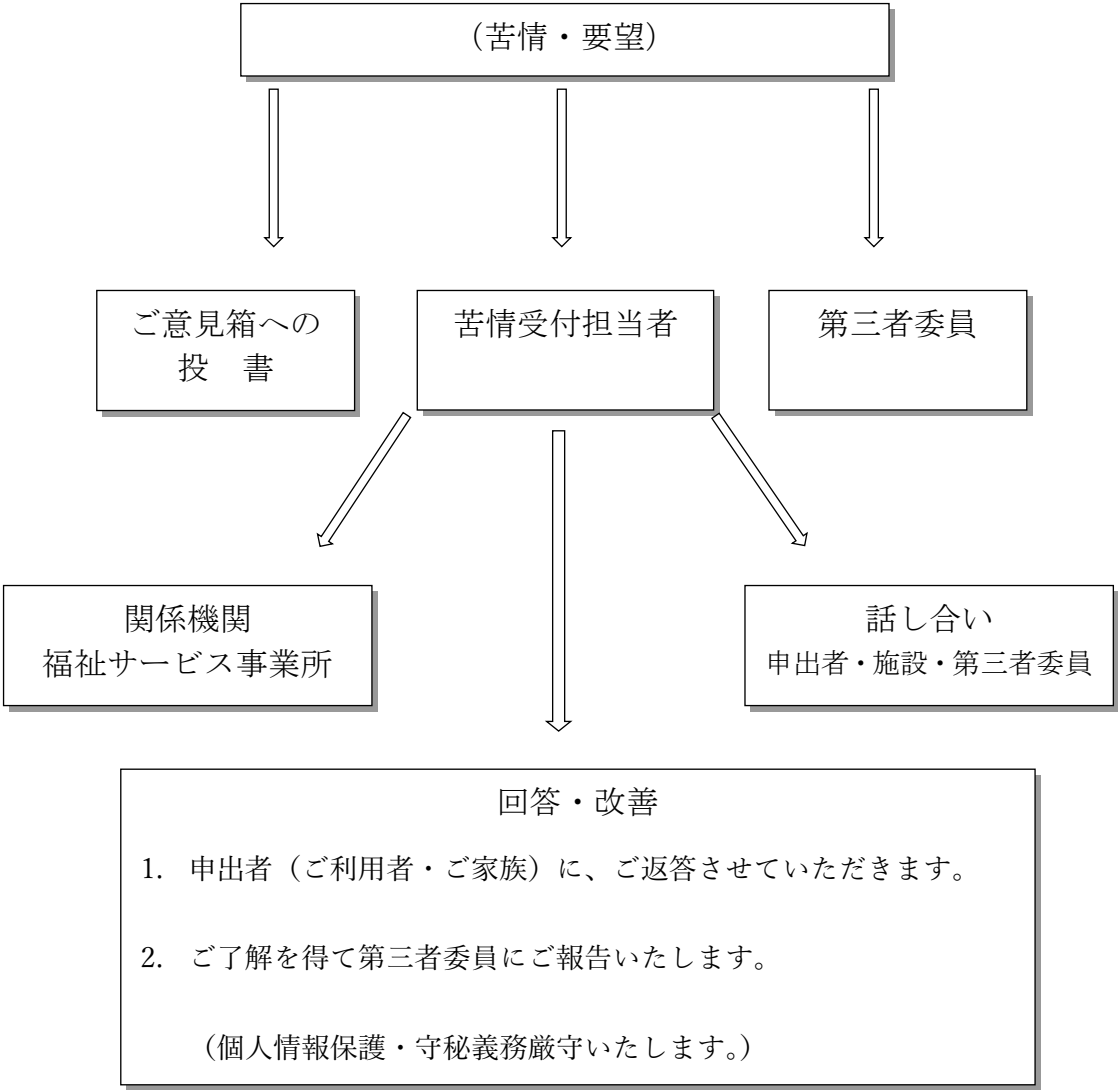 （苦情・要望）
ご意見箱への
投　書
苦情受付担当者
第三者委員
関係機関
福祉サービス事業所
話し合い
申出者・施設・第三者委員
回答・改善
1.　申出者（ご利用者・ご家族）に、ご返答させていただきます。
2.　ご了解を得て第三者委員にご報告いたします。
（個人情報保護・守秘義務厳守いたします。）